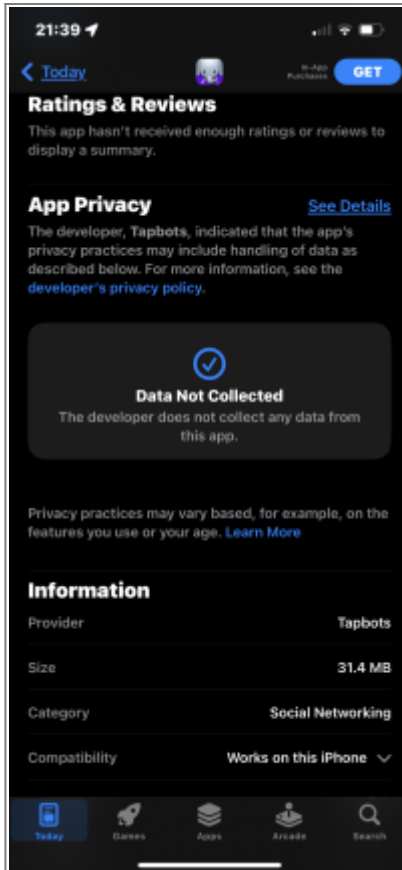 21:39
Today
In-App
Purchases
GET
Ratings & Reviews
This app hasn't received enough ratings or reviews to
display a summary.
App Privacy
See Details
The developer, Tapbots, indicated that the app's
privacy practices may include handling of data as
described below. For more information, see the
developer's privacy policy.
Data Not Collected
The developer does not collect any data from
this app.
Privacy practices may vary based, for example, on the
features you use or your age. Learn More
Information
Provider
Tapbots
Size
31.4 MB
Category
Social Networking
Compatibility
Works on this iPhone
Today
Games
Apps
Arcade
Search